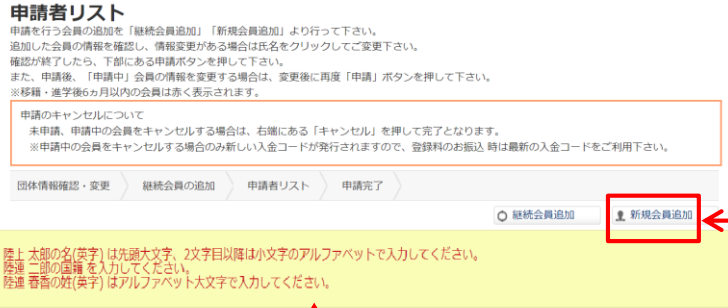 申請者リスト
申請を行う会員の追加を「継続会員追加」「新規会員追加」より行って下さい。
追加した会員の情報を確認し、情報変更がある場合は氏名をクリックしてご変更下さい。
確認が終了したら、下部にある申請ボタンを押して下さい。
また、申請後、「申請中」会員の情報を変更する場合は、変更後に再度「申請」ボタンを押して下さい。
※移籍・進学後6ヵ月以内の会員は赤く表示されます。
申請のキャンセルについて
未申請、申請中の会員をキャンセルする場合は、右端にある「キャンセル」を押して完了となります。
※申請中の会員をキャンセルする場合のみ新しい入金コードが発行されますので、登録料のお振込 時は最新の入金コードをご利用下さい。
団体情報確認・変更 継続会員の追加 申請者リスト 申請完了
継続会員追加 新規会員追加
陸上 太郎の名(英字) は先頭大文字、2文字目以降は小文字のアルファベットで入力してください。
陸連 二郎の国籍 を入力してください。
陸連 春香の姓(英字) はアルファベット大文字で入力してください。